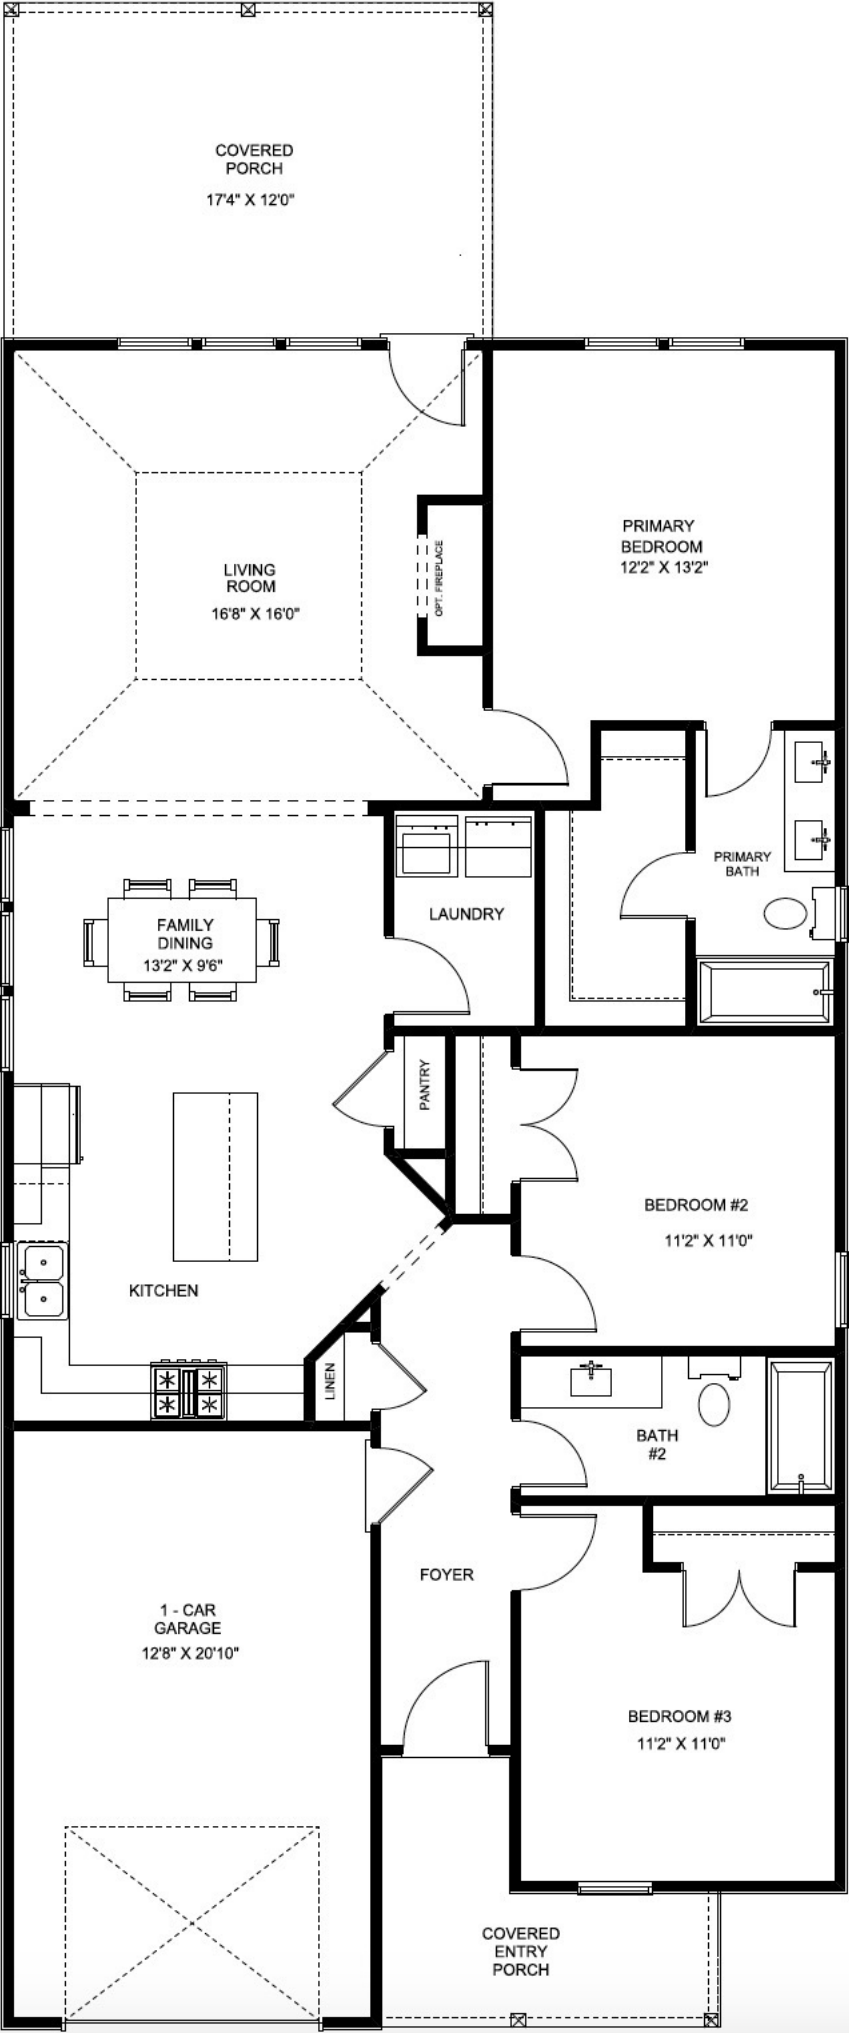 COVERED
PORCH
17'4" X 12'0"
PRIMARY
BEDROOM
12'2" X 13'2"
OPT. FIREPLACE
LIVING
ROOM
16'8" X 16'0"
PRIMARY
BATH
LAUNDRY
FAMILY
DINING
13'2" X 9'6"
PANTRY
BEDROOM #2
11'2" X 11'0"
KITCHEN
LINEN
BATH
#2
FOYER
1 - CAR
GARAGE
12'8" X 20'10"
BEDROOM #3
11'2" X 11'0"
COVERED
ENTRY
PORCH